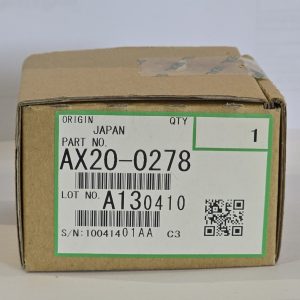 ORIGIN QTY
JAPAN 1
PART NO.
AX20-0278
LOT NO. A130410
S/N:10041401AA C3